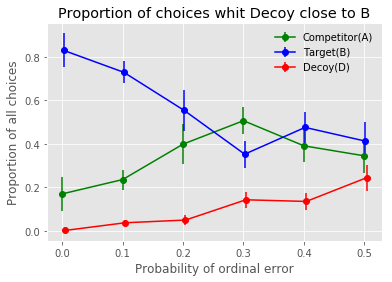 Proportion of choices whit Decoy close to B
Competitor(A)
Target(B)
Decoy(D)
Proportion of all choices
0.8
0.6
0.4
0.2
0.0
0.0 0.1 0.2 0.3 0.4 0.5
Probability of ordinal error